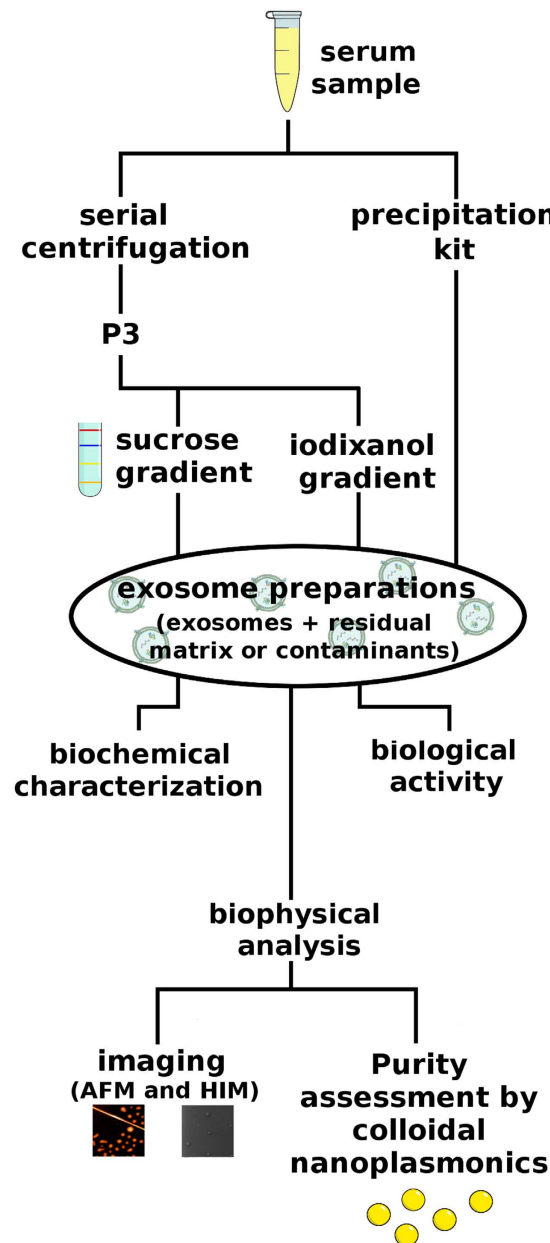 serum
sample
serial
centrifugation
precipitation
kit
P3
sucrose
gradient
iodixanol
gradient
exosome preparations
(exosomes + residual
matrix or contaminants)
biochemical
characterization
biological
activity
biophysical
analysis
imaging
(AFM and HIM)
Purity
assessment by
colloidal
nanoplasmonics